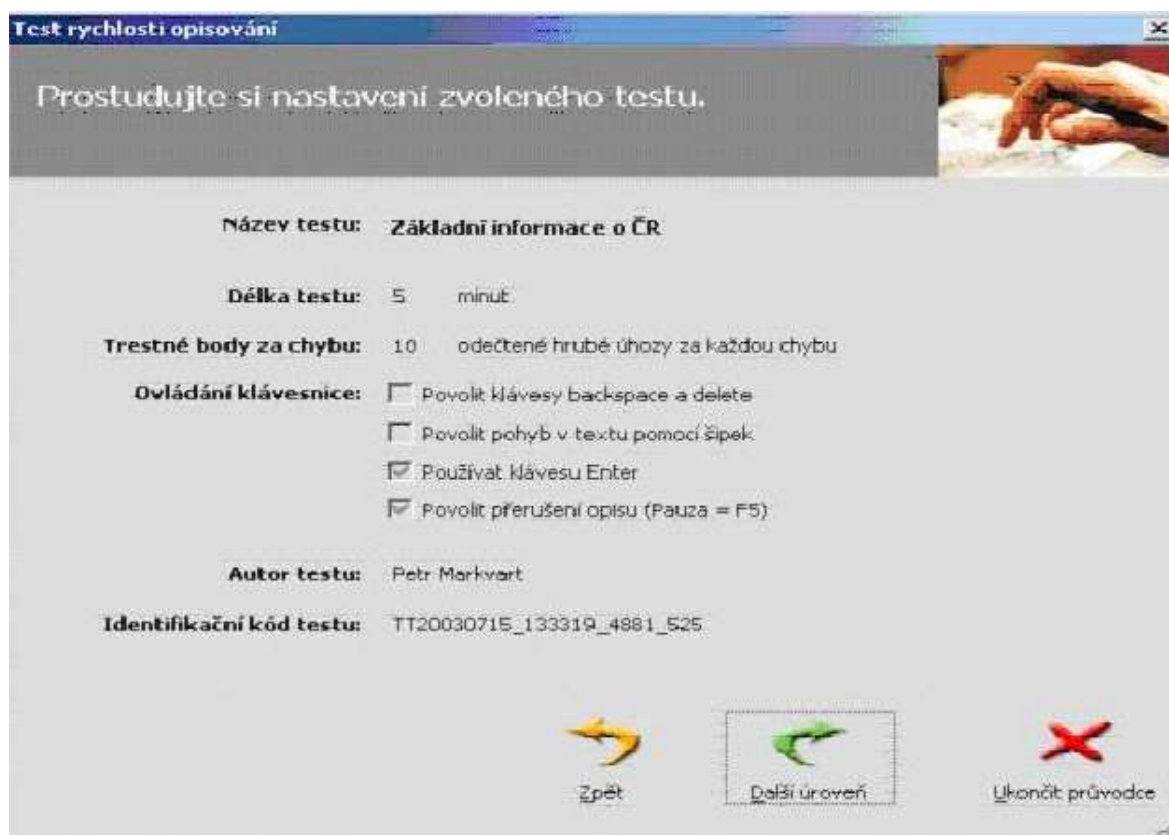 Test rychlosti opisování
Prostudujte si nastavení zvoleného testu.
Název testu: Základní informace o ČR
Délka testu: 5 minut
Trestné body za chybu: 10 odečtené hrubé úhozy za každou chybu
Ovládání klávesnice: Povolit klávesy backspace a delete
Povolit pohyb v textu pomocí šipek
Používat klávesu Enter
Povolit přerušení opisu (Pauza = F5)
Autor testu: Petr Markvart
Identifikační kód testu: TT20030715_133319_4881_525
Zpět Další úroveň Ukončit průvodce